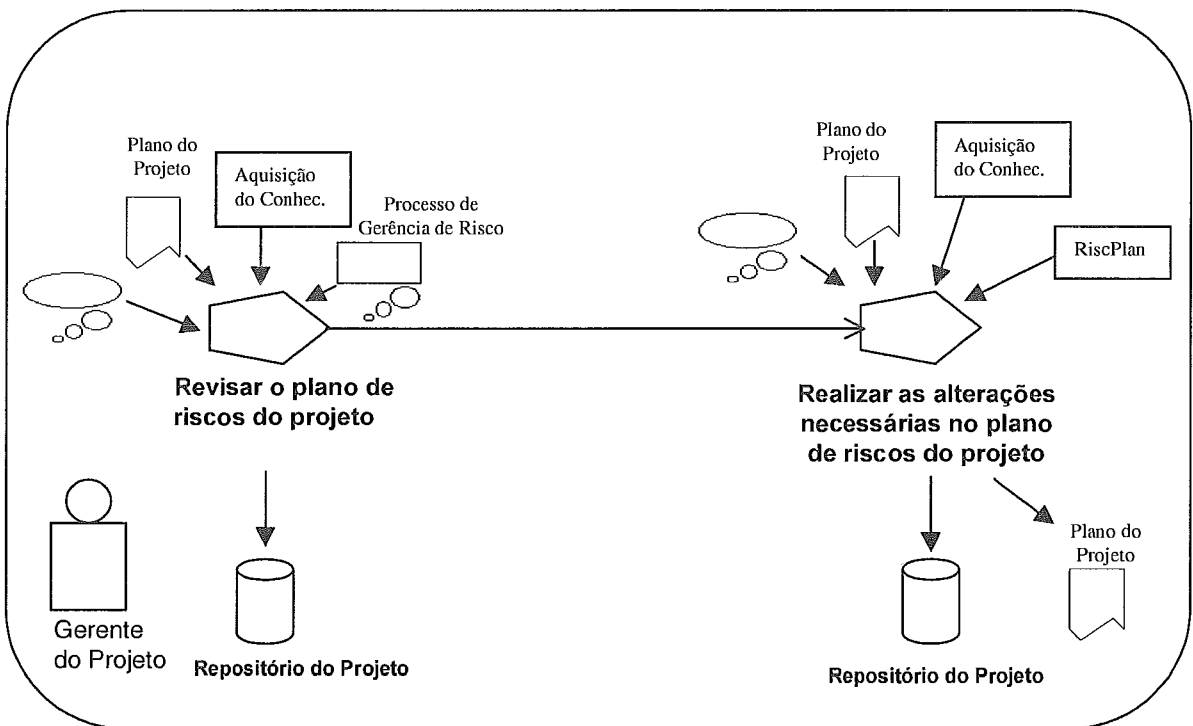 Plano do
Projeto
Aquisição
do Conhec.
Processo de
Gerência de Risco
Revisar o plano de
riscos do projeto
Gerente
do Projeto
Repositório do Projeto
Plano do
Projeto
Aquisição
do Conhec.
RiscPlan
Realizar as alterações
necessárias no plano
de riscos do projeto
Plano do
Projeto
Repositório do Projeto